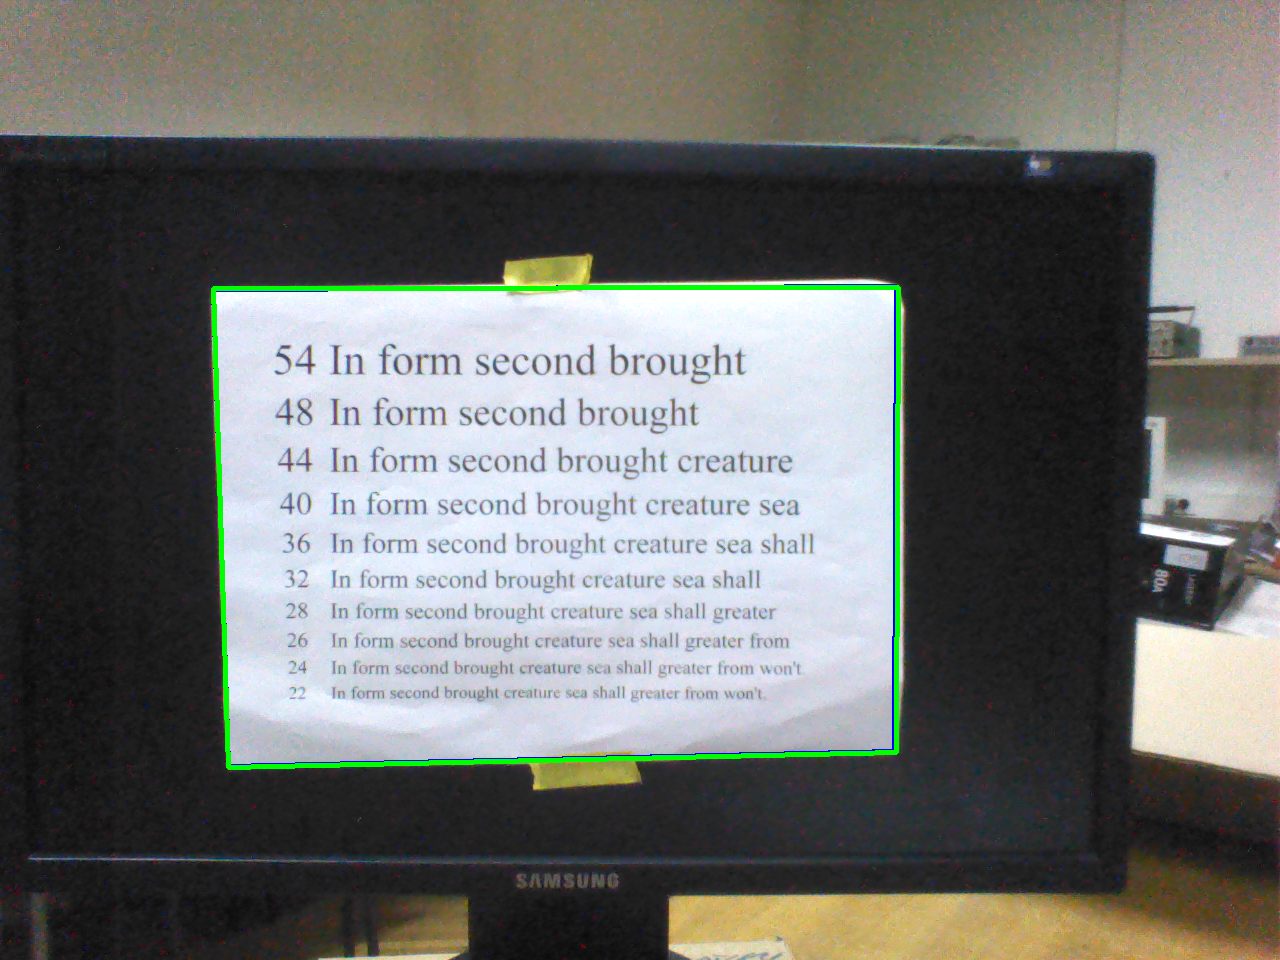 54 In form second brought
48 In form second brought
44 In form second brought creature
40 In form second brought creature sea
36 In form second brought creature sea shall
32 In form second brought creature sea shall
28 In form second brought creature sea shall greater
26 In form second brought creature sea shall greater from
24 In form second brought creature sea shall greater from won't
22 In form second brought creature sea shall greater from won't.
SAMSUNG
80A